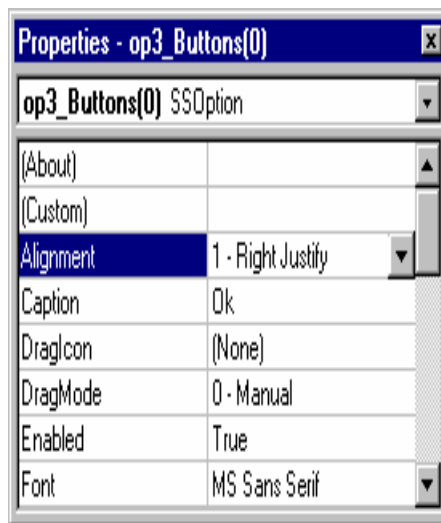 Properties - op3_Buttons(0)
op3_Buttons(0) SSOption
(About)
(Custom)
Alignment 1 - Right Justify
Caption Ok
DragIcon (None)
DragMode 0 - Manual
Enabled True
Font MS Sans Serif